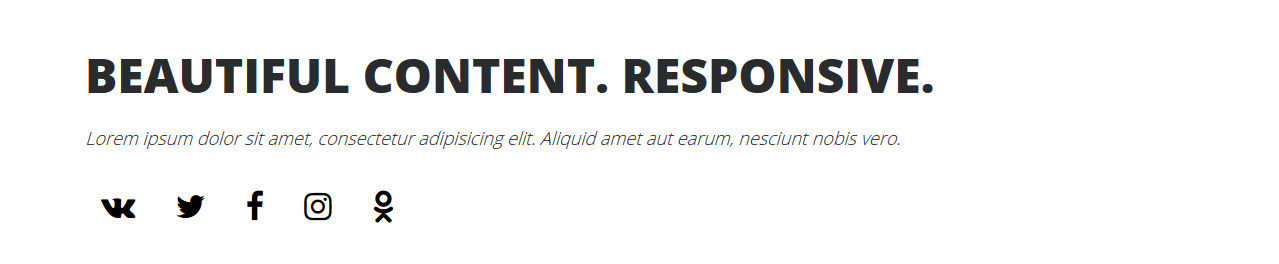 BEAUTIFUL CONTENT. RESPONSIVE.
Lorem ipsum dolor sit amet, consectetur adipisicing elit. Aliquid amet aut earum, nesciunt nobis vero.